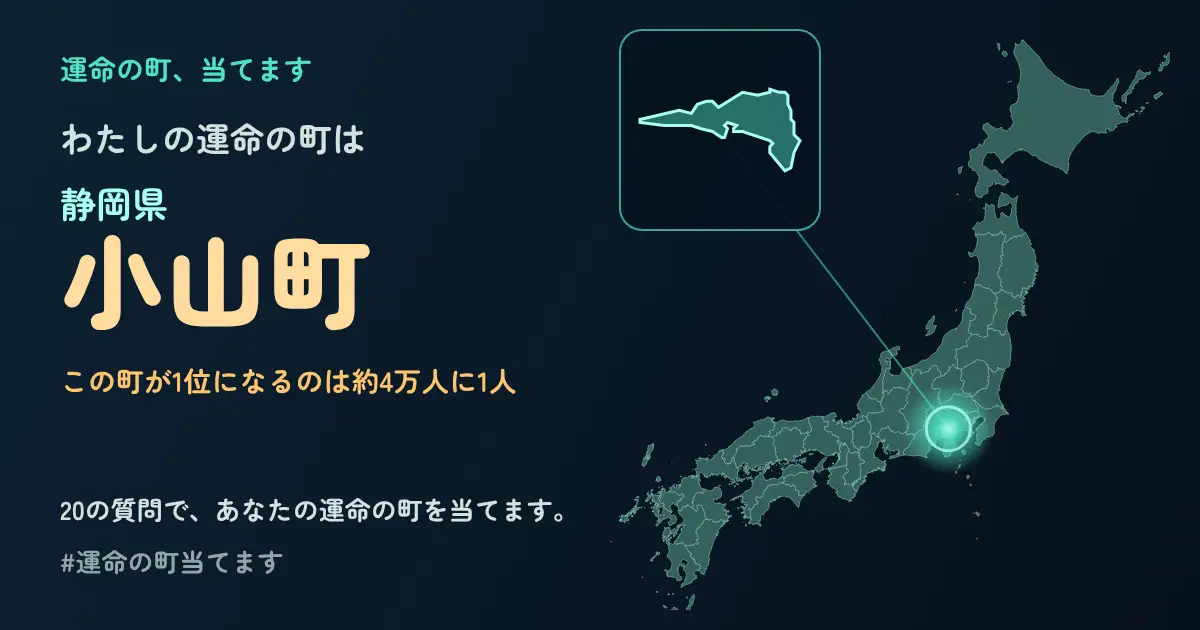 運命の町、当てます
わたしの運命の町は
静岡県
小山町
この町が1位になるのは約4万人に1人
20の質問で、あなたの運命の町を当てます。
#運命の町当てます